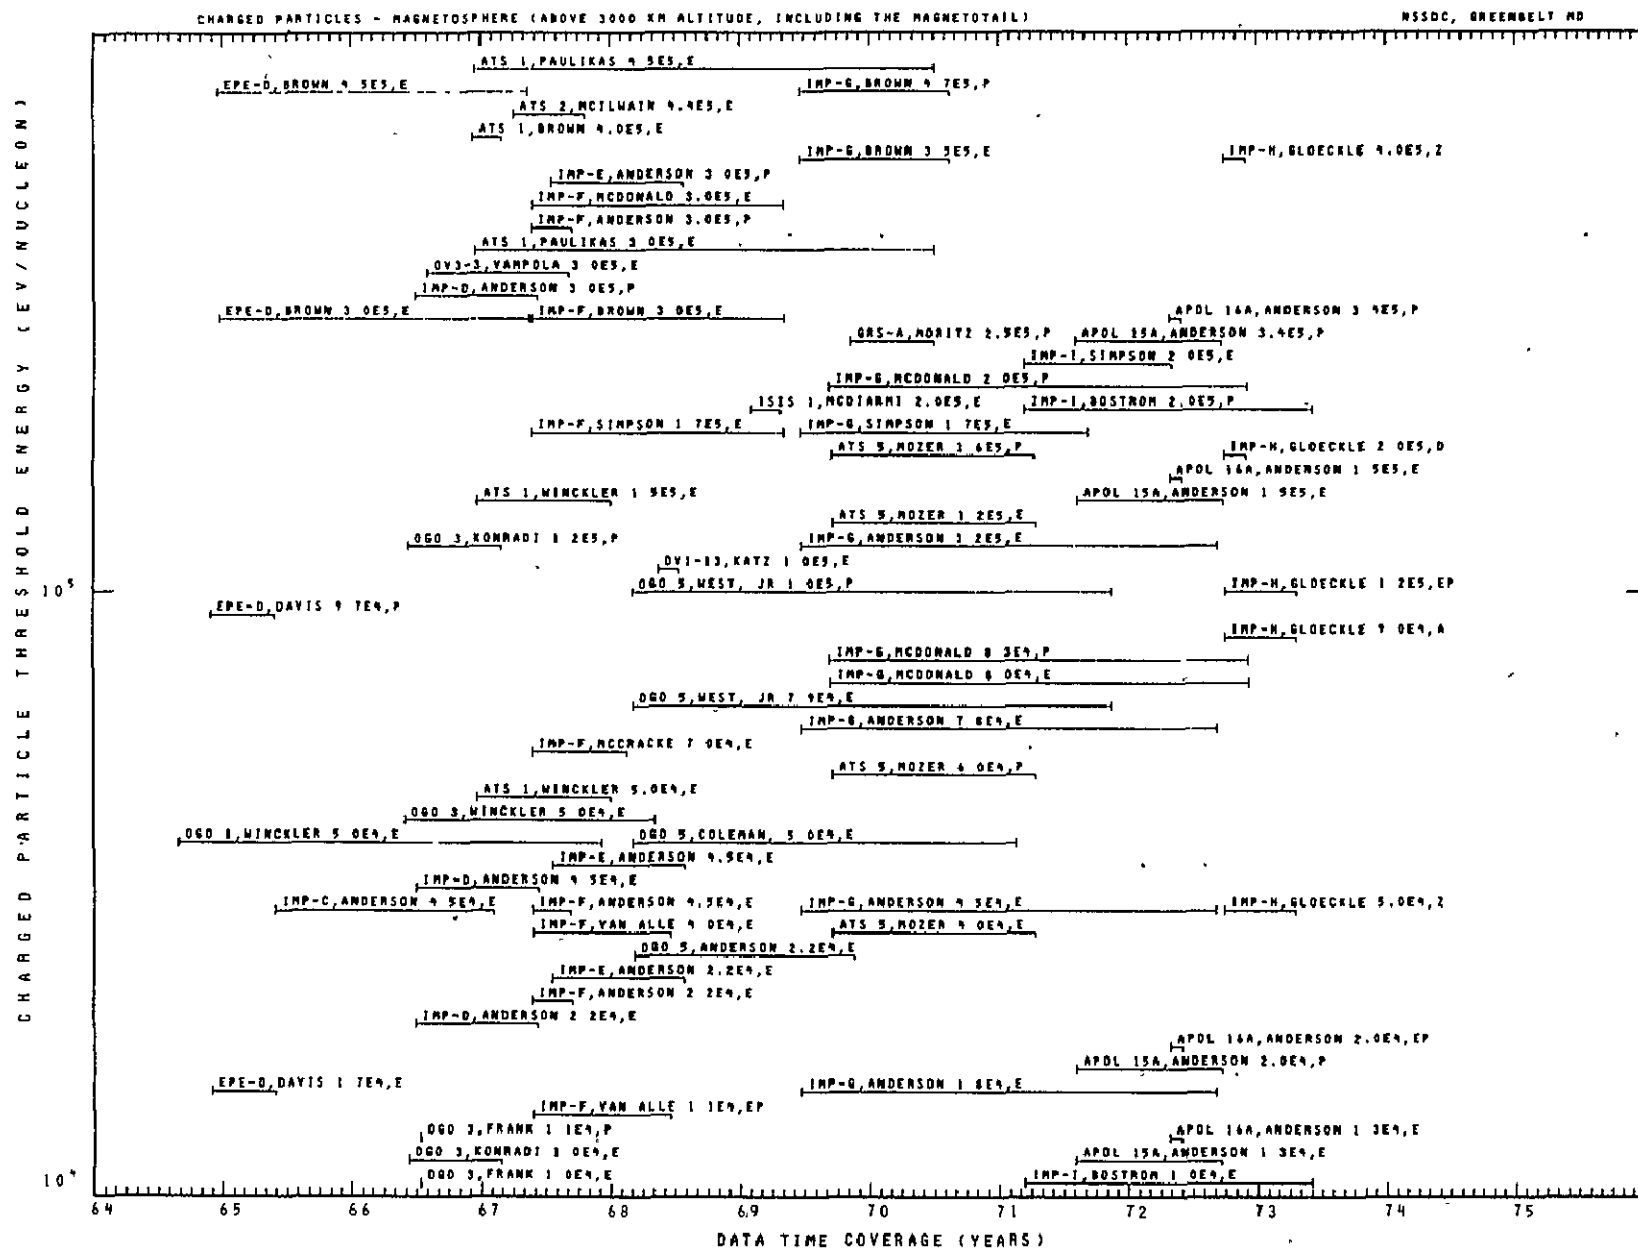 CHARGED PARTICLES - MAGNETOSPHERE (ABOVE 3000 KM ALTITUDE, INCLUDING THE MAGNETOTAIL) NSSDC, GREENBELT MD
ATS 1,PAULIKAS 4 5E5,E
EPE-D,BROWN 4 5E5,E IMP-G,BROWN 4 7E5,P
ATS 2,MCILWAIN 4.4E5,E
ATS 1,BROWN 4.0E5,E
IMP-G,BROWN 3 5E5,E IMP-H,GLOECKLE 4.0E5,Z
IMP-E,ANDERSON 3 0E5,P
IMP-F,MCDONALD 3.0E5,E
IMP-F,ANDERSON 3.0E5,P
ATS 1,PAULIKAS 3 0E5,E
OV3-3,VAMPOLA 3 0E5,E
IMP-D,ANDERSON 3 0E5,P
EPE-D,BROWN 3 0E5,E IMP-F,BROWN 3 0E5,E APOL 16A,ANDERSON 3 4E5,P
GRS-A,MORITZ 2.5E5,P APOL 15A,ANDERSON 3.4E5,P
IMP-I,SIMPSON 2 0E5,E
IMP-G,MCDONALD 2 0E5,P
ISIS 1,MCDIARMI 2.0E5,E IMP-I,BOSTROM 2.0E5,P
IMP-F,SIMPSON 1 7E5,E IMP-G,SIMPSON 1 7E5,E
ATS 5,MOZER 1 6E5,P IMP-H,GLOECKLE 2 0E5,D
APOL 16A,ANDERSON 1 5E5,E
ATS 1,WINCKLER 1 5E5,E APOL 15A,ANDERSON 1 5E5,E
ATS 5,MOZER 1 2E5,E
OGO 3,KONRADI 1 2E5,P IMP-G,ANDERSON 1 2E5,E
OV1-13,KATZ 1 0E5,E
10⁵ OGO 5,WEST, JR 1 0E5,P IMP-H,GLOECKLE 1 2E5,EP
EPE-D,DAVIS 9 7E4,P
IMP-H,GLOECKLE 9 0E4,A
IMP-G,MCDONALD 8 5E4,P
IMP-G,MCDONALD 8 0E4,E
OGO 5,WEST, JR 7 9E4,E
IMP-G,ANDERSON 7 8E4,E
IMP-F,MCCRACKE 7 0E4,E
ATS 5,MOZER 6 0E4,P
ATS 1,WINCKLER 5.0E4,E
OGO 3,WINCKLER 5 0E4,E
OGO 1,WINCKLER 5 0E4,E OGO 5,COLEMAN, 5 0E4,E
IMP-E,ANDERSON 4.5E4,E
IMP-D,ANDERSON 4 5E4,E
IMP-C,ANDERSON 4 5E4,E IMP-F,ANDERSON 4.5E4,E IMP-G,ANDERSON 4 5E4,E IMP-H,GLOECKLE 5.0E4,Z
IMP-F,VAN ALLE 4 0E4,E ATS 5,MOZER 4 0E4,E
OGO 5,ANDERSON 2.2E4,E
IMP-E,ANDERSON 2.2E4,E
IMP-F,ANDERSON 2 2E4,E
IMP-D,ANDERSON 2 2E4,E
APOL 16A,ANDERSON 2.0E4,EP
APOL 15A,ANDERSON 2.0E4,P
EPE-D,DAVIS 1 7E4,E IMP-G,ANDERSON 1 8E4,E
IMP-F,VAN ALLE 1 1E4,EP
OGO 3,FRANK 1 1E4,P APOL 16A,ANDERSON 1 3E4,E
OGO 3,KONRADI 1 0E4,E APOL 15A,ANDERSON 1 3E4,E
10⁴ OGO 3,FRANK 1 0E4,E IMP-I,BOSTROM 1 0E4,E
64 65 66 67 68 69 70 71 72 73 74 75
DATA TIME COVERAGE (YEARS)
CHARGED PARTICLE THRESHOLD ENERGY (EV/NUCLEON)